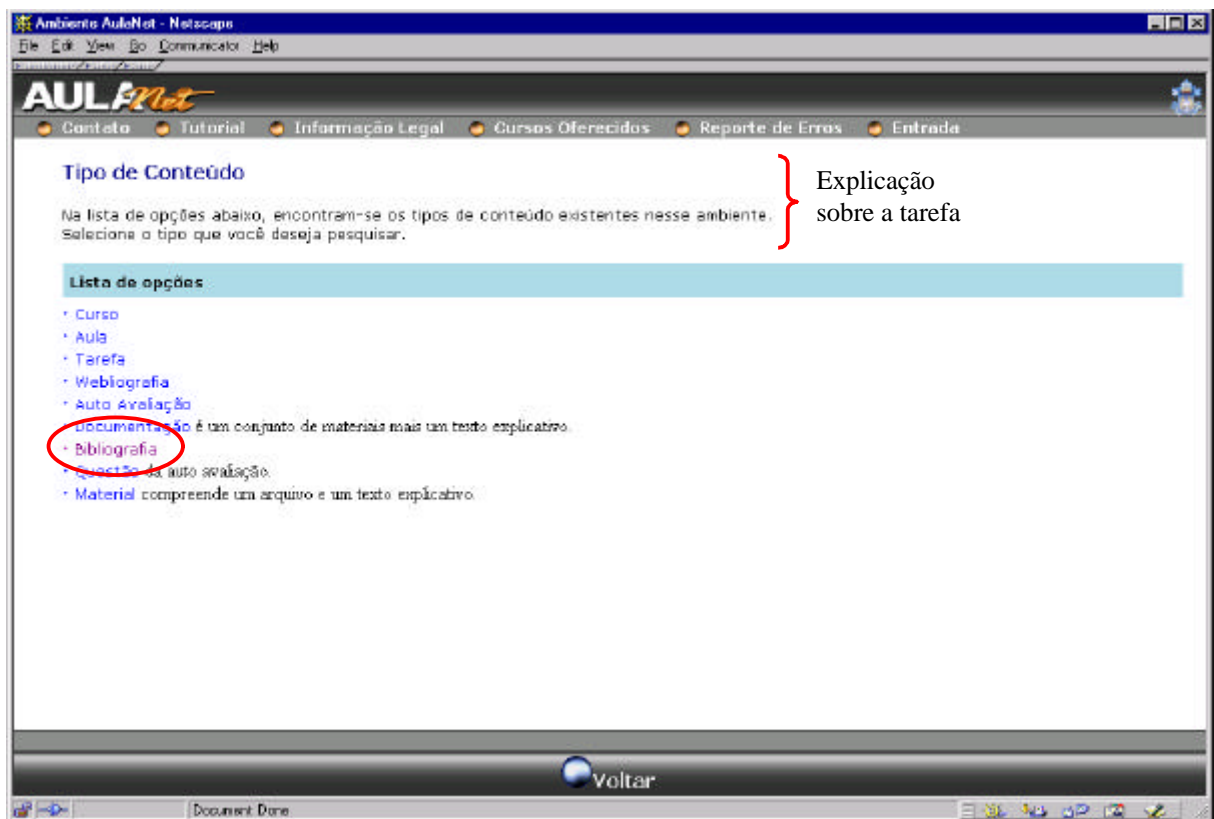 Ambiente AulaNet - Netscape
File Edit View Go Communicator Help
AULANet
Contato Tutorial Informação Legal Cursos Oferecidos Reporte de Erros Entrada
Tipo de Conteúdo
Na lista de opções abaixo, encontram-se os tipos de conteúdo existentes nesse ambiente.
Selecione o tipo que você deseja pesquisar.
Explicação
sobre a tarefa
Lista de opções
· Curso
· Aula
· Tarefa
· Webliografia
· Auto Avaliação
· Documentação é um conjunto de materiais mais um texto explicativo.
· Bibliografia
· Questão da auto avaliação.
· Material compreende um arquivo e um texto explicativo.
Voltar
Document: Done